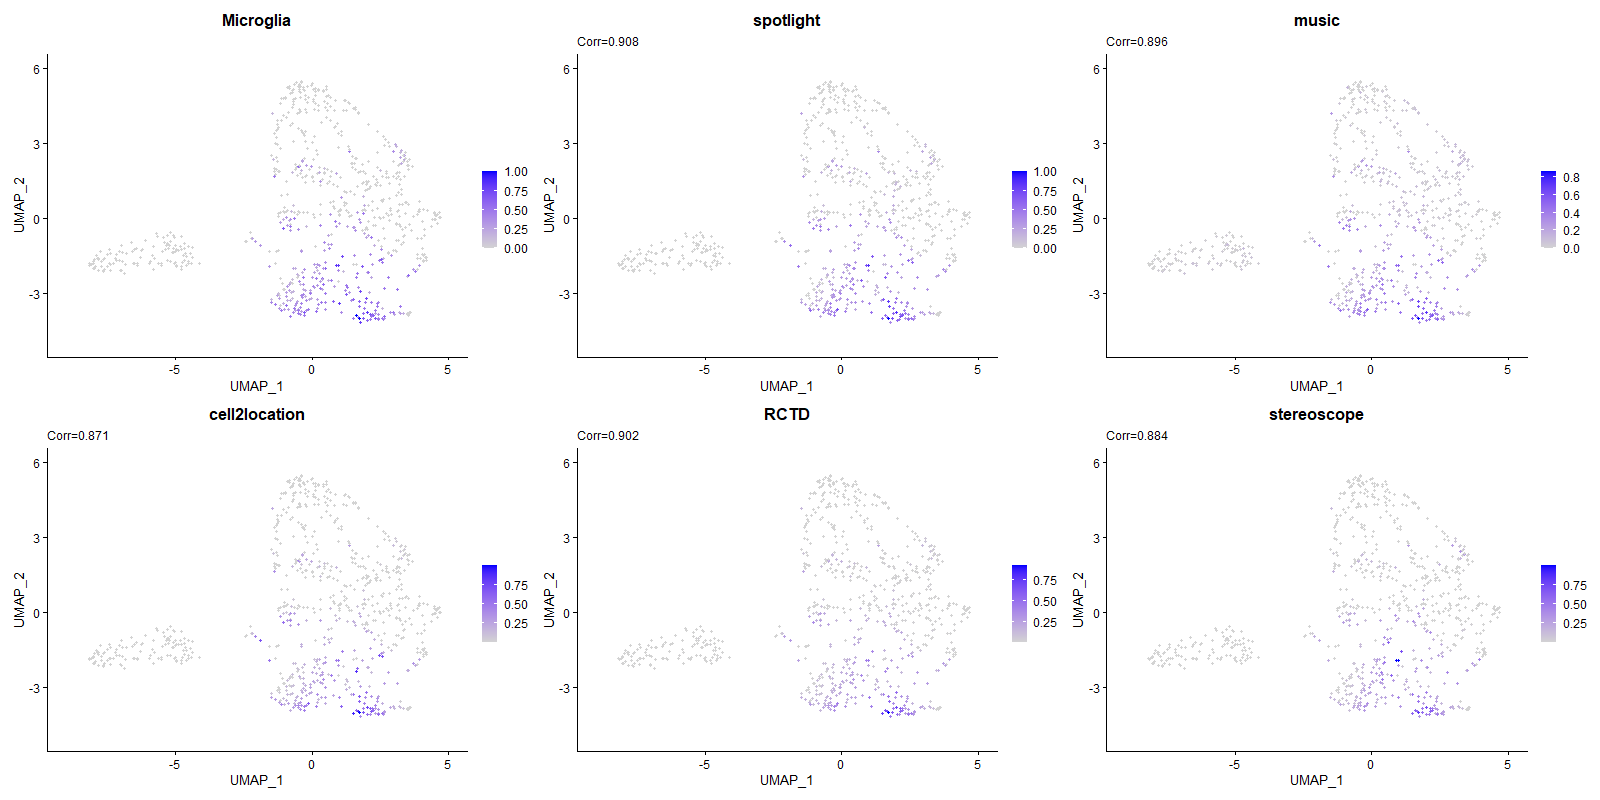 Microglia
6
3
0
-3
-5
0
5
UMAP_1
UMAP_2
1.00
0.75
0.50
0.25
0.00
spotlight
Corr=0.908
6
3
0
-3
-5
0
5
UMAP_1
UMAP_2
1.00
0.75
0.50
0.25
0.00
music
Corr=0.896
6
3
0
-3
-5
0
5
UMAP_1
UMAP_2
0.8
0.6
0.4
0.2
0.0
cell2location
Corr=0.871
6
3
0
-3
-5
0
5
UMAP_1
UMAP_2
0.75
0.50
0.25
RCTD
Corr=0.902
6
3
0
-3
-5
0
5
UMAP_1
UMAP_2
0.75
0.50
0.25
stereoscope
Corr=0.884
6
3
0
-3
-5
0
5
UMAP_1
UMAP_2
0.75
0.50
0.25